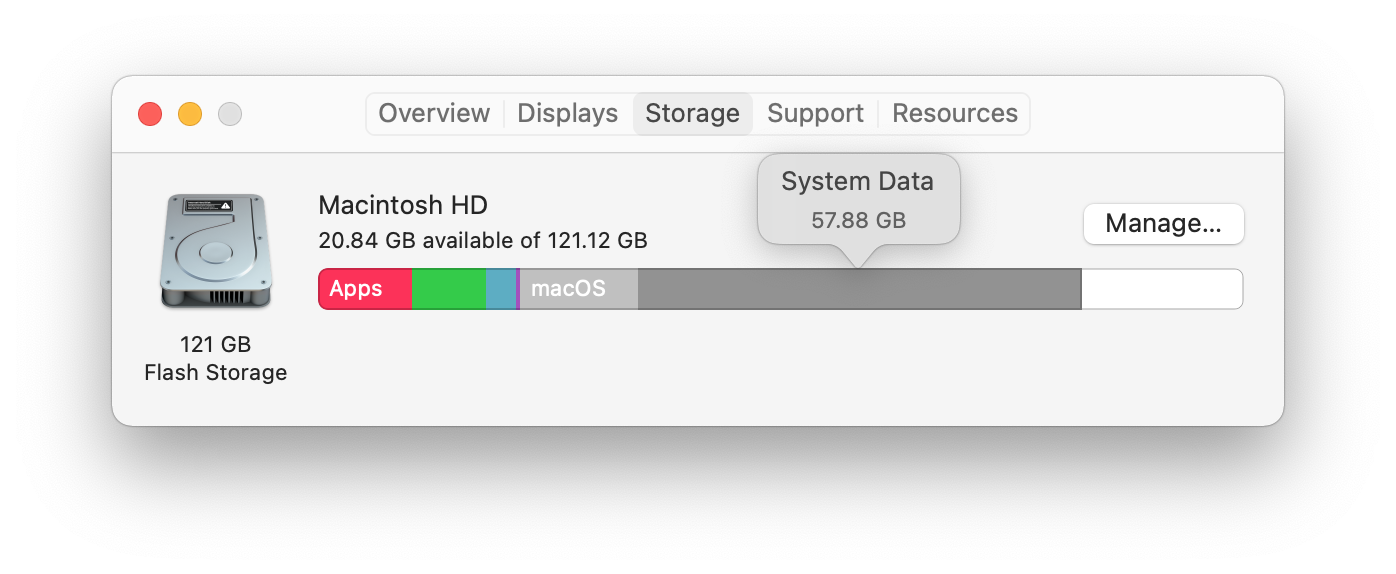 Overview Displays Storage Support Resources
System Data
57.88 GB
Macintosh HD
20.84 GB available of 121.12 GB
Manage...
Apps
macOS
121 GB
Flash Storage